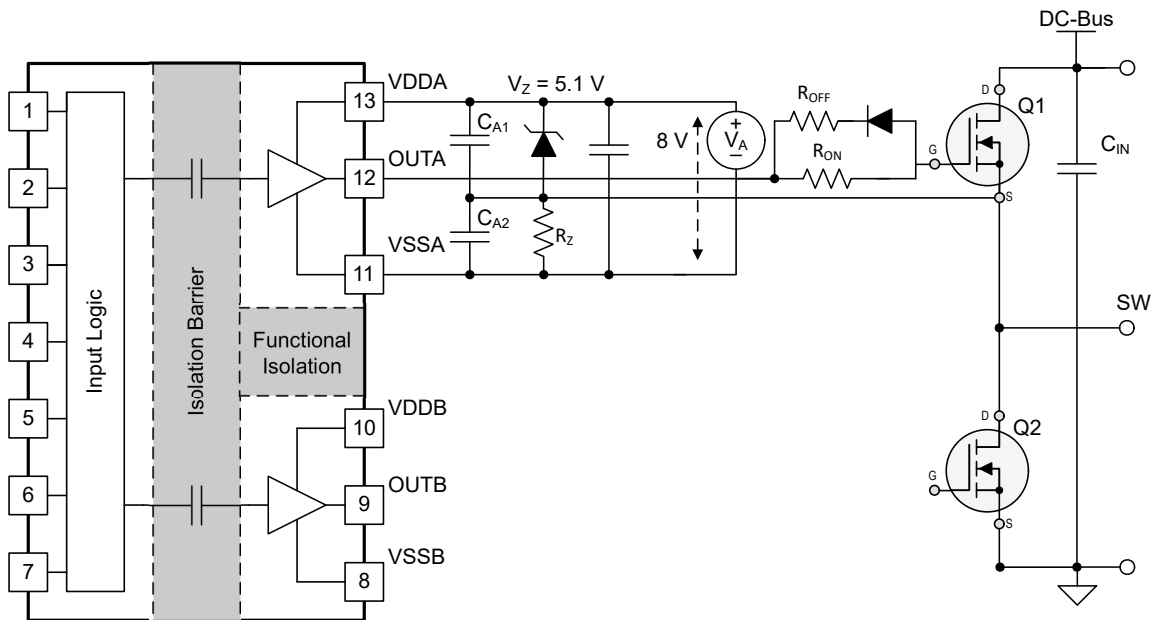 DC-Bus
VDDA
V_Z = 5.1 V
1
13
C_A1
8 V
+
V_A
–
R_OFF
R_ON
D
Q1
G
S
C_IN
OUTA
12
2
C_A2
R_Z
VSSA
11
3
Input Logic
Isolation Barrier
Functional
Isolation
4
SW
VDDB
10
5
D
Q2
G
S
OUTB
9
6
VSSB
8
7